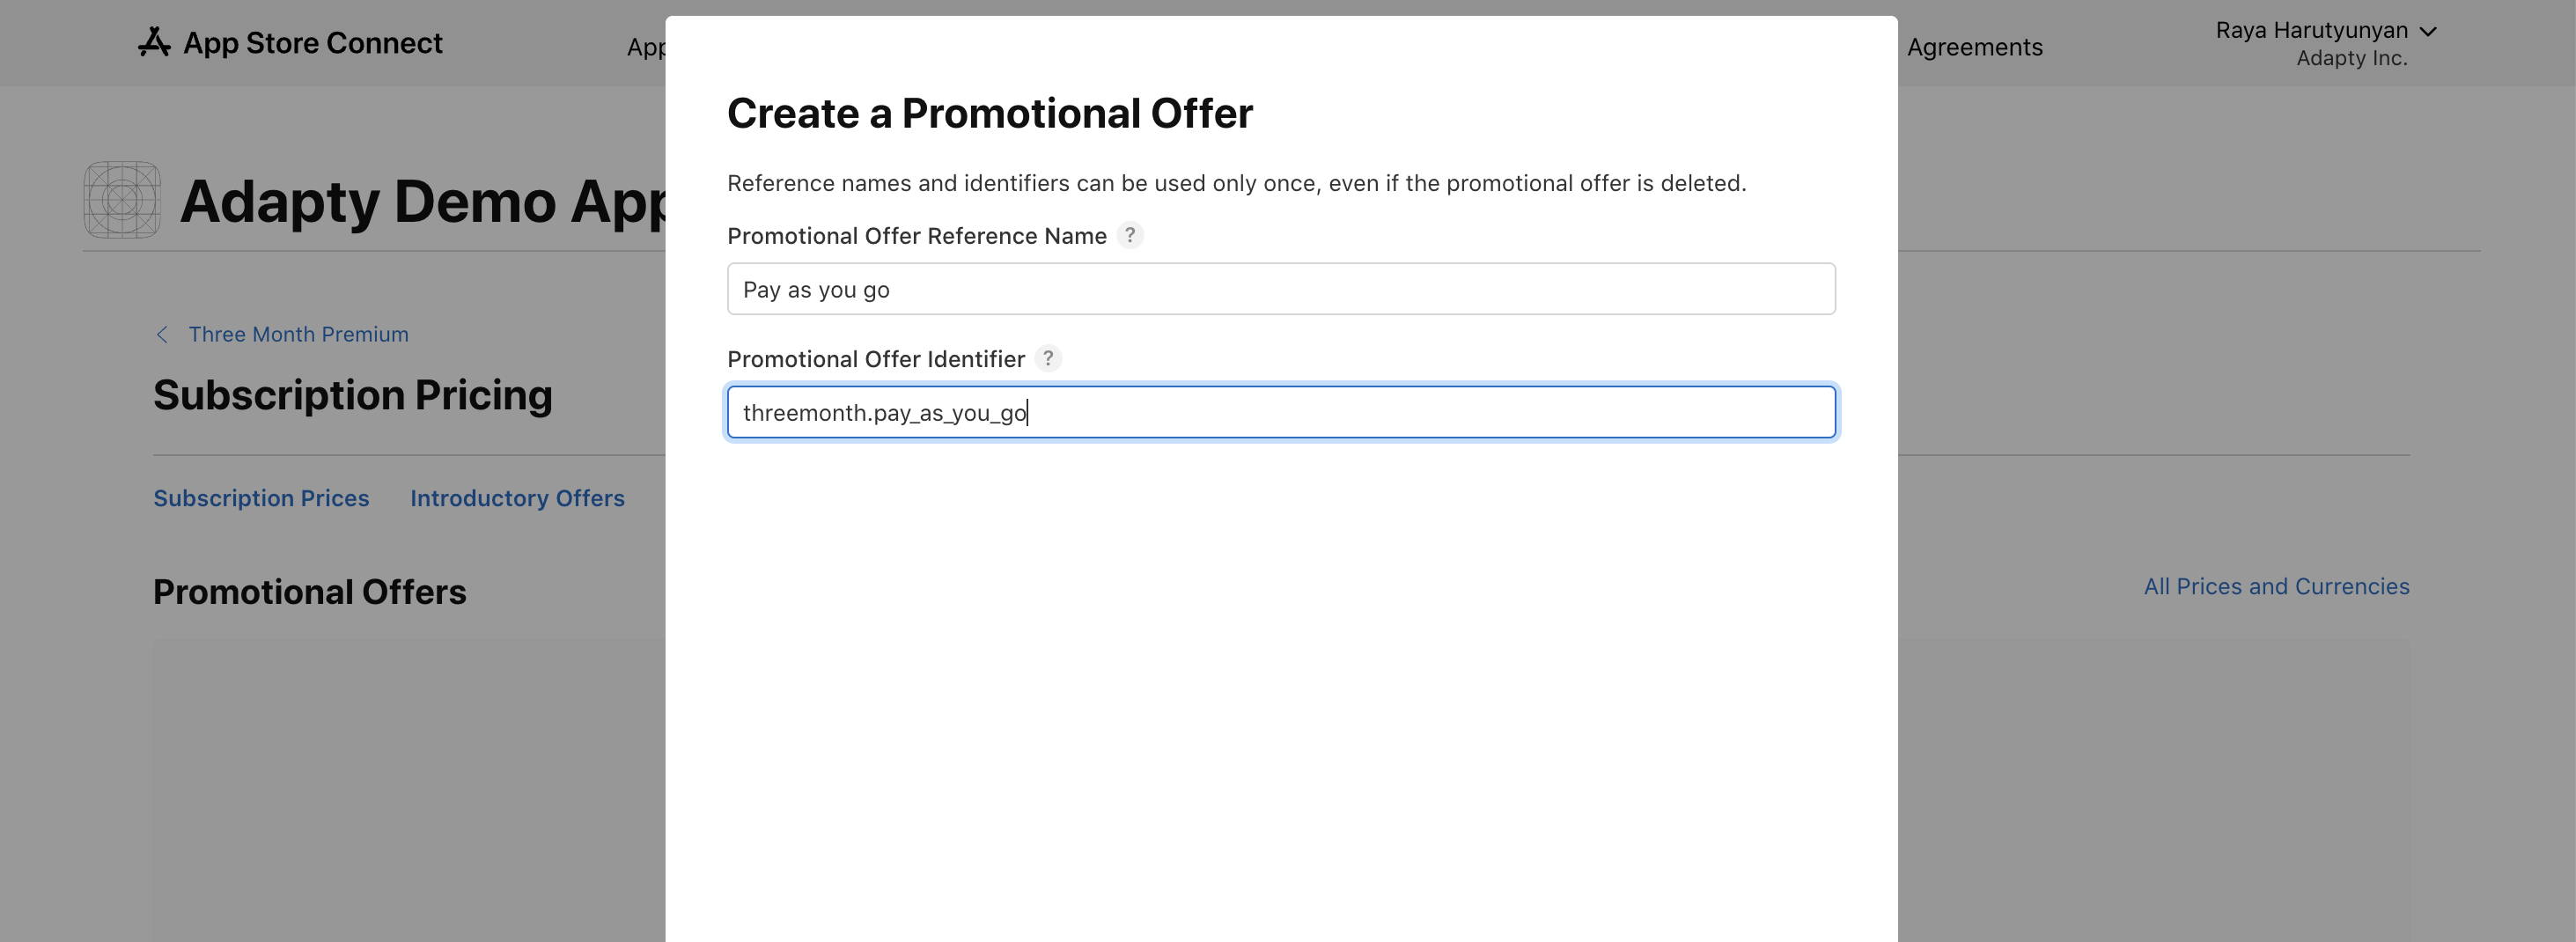 App Store Connect
App
Agreements
Raya Harutyunyan
Adapty Inc.
Adapty Demo App
Three Month Premium
Subscription Pricing
Subscription Prices Introductory Offers
Promotional Offers
All Prices and Currencies
Create a Promotional Offer
Reference names and identifiers can be used only once, even if the promotional offer is deleted.
Promotional Offer Reference Name ?
Pay as you go
Promotional Offer Identifier ?
threemonth.pay_as_you_go